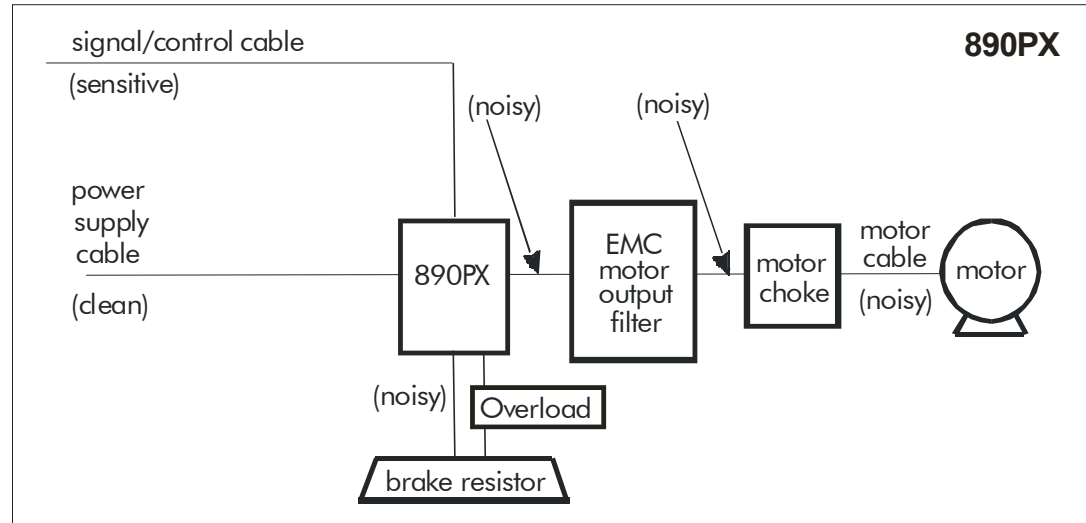 signal/control cable
890PX
(sensitive)
(noisy)
(noisy)
power
supply
cable
(clean)
890PX
EMC
motor
output
filter
motor
choke
motor
cable
(noisy)
motor
(noisy)
Overload
brake resistor